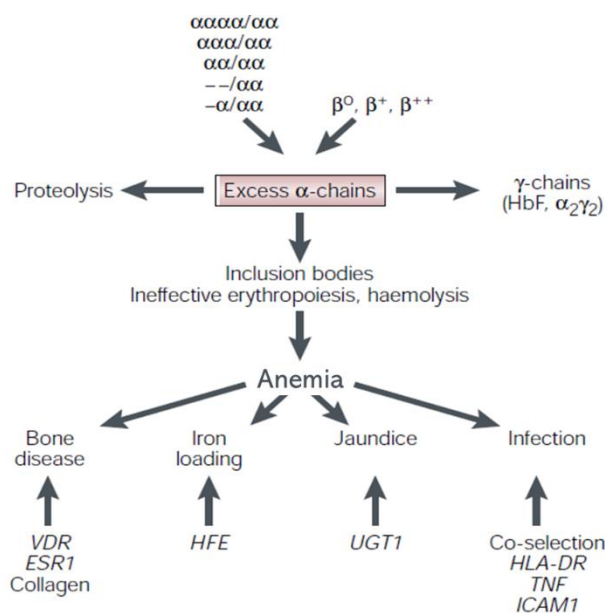 αααα/αα
ααα/αα
αα/αα
--/αα
-α/αα
β⁰, β⁺, β⁺⁺
Proteolysis
Excess α-chains
γ-chains
(HbF, α₂γ₂)
Inclusion bodies
Ineffective erythropoiesis, haemolysis
Anemia
Bone
disease
Iron
loading
Jaundice
Infection
VDR
ESR1
Collagen
HFE
UGT1
Co-selection
HLA-DR
TNF
ICAM1